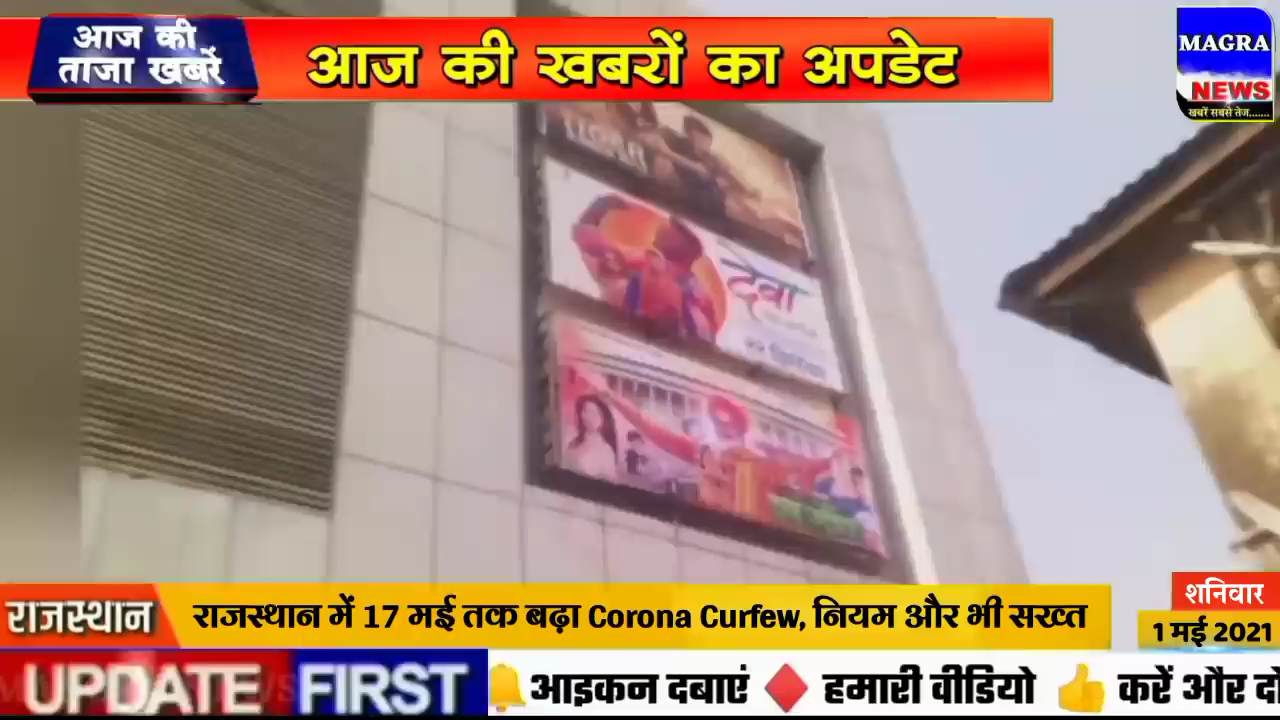 आज की
ताजा खबरें
आज की खबरों का अपडेट
MAGRA
NEWS
खबरें सबसे तेज.......
देवा
राजस्थान
राजस्थान में 17 मई तक बढ़ा Corona Curfew, नियम और भी सख्त
शनिवार
1 मई 2021
UPDATE FIRST
आइकन दबाएं हमारी वीडियो करें और